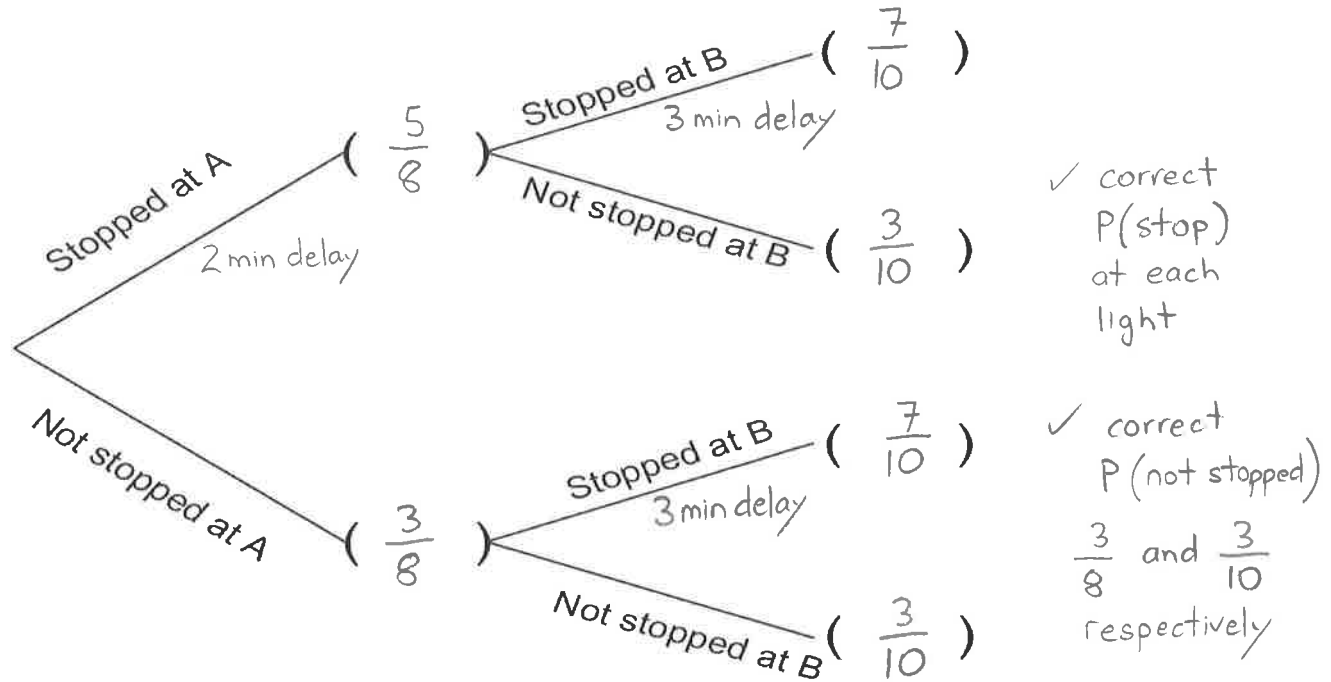 Stopped at A
2 min delay
( 5/8 )
Stopped at B
3 min delay
( 7/10 )
Not stopped at B
( 3/10 )
✓ correct
P(stop)
at each
light
Not stopped at A
( 3/8 )
Stopped at B
3 min delay
( 7/10 )
Not stopped at B
( 3/10 )
✓ correct
P(not stopped)
3/8 and 3/10
respectively